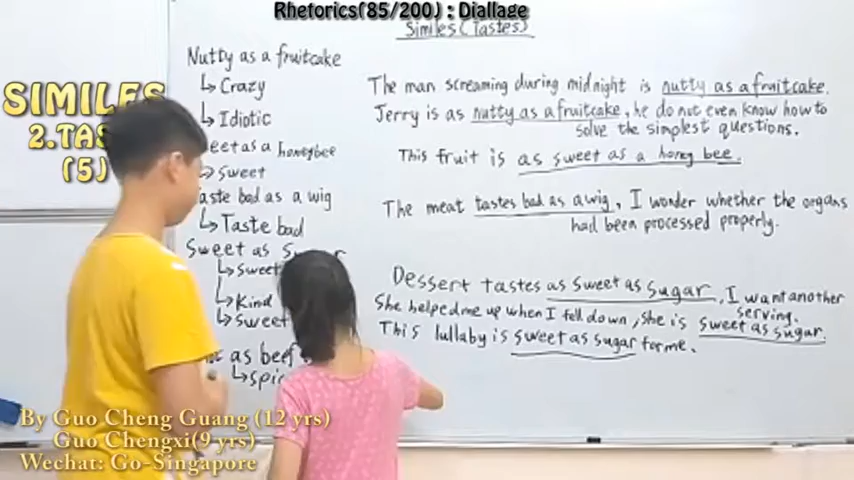 Rhetorics(85/200) : Diallage
Similes(Tastes)
SIMILES
2.TAS
(5)
Nutty as a fruitcake
Crazy
Idiotic
eet as a honeybee
Sweet
aste bad as a wig
Taste bad
Sweet as S
Sweet
Kind
Sweet
as beef
Spi
The man screaming during midnight is nutty as a fruitcake.
Jerry is as nutty as a fruitcake, he do not even know how to
solve the simplest questions.
This fruit is as sweet as a honey bee.
The meat tastes bad as a wig, I wonder whether the organs
had been processed properly.
Dessert tastes as sweet as sugar, I want another
serving.
She helped me up when I fell down, she is sweet as sugar.
This lullaby is sweet as sugar for me.
By Guo Cheng Guang (12 yrs)
Guo Chengxi(9 yrs)
Wechat: Go-Singapore